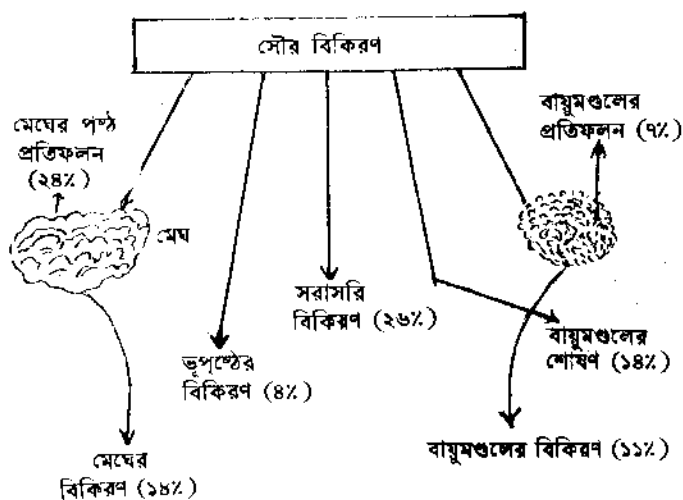 সৌর বিকিরণ
মেঘের পৃষ্ঠ
প্রতিফলন
(২৪%)
বায়ুমণ্ডলের
প্রতিফলন (৭%)
মেঘ
সরাসরি
বিকিরণ (২৬%)
ভূপৃষ্ঠের
বিকিরণ (৪%)
বায়ুমণ্ডলের
শোষণ (১৪%)
মেঘের
বিকিরণ (১৪%)
বায়ুমণ্ডলের বিকিরণ (১১%)